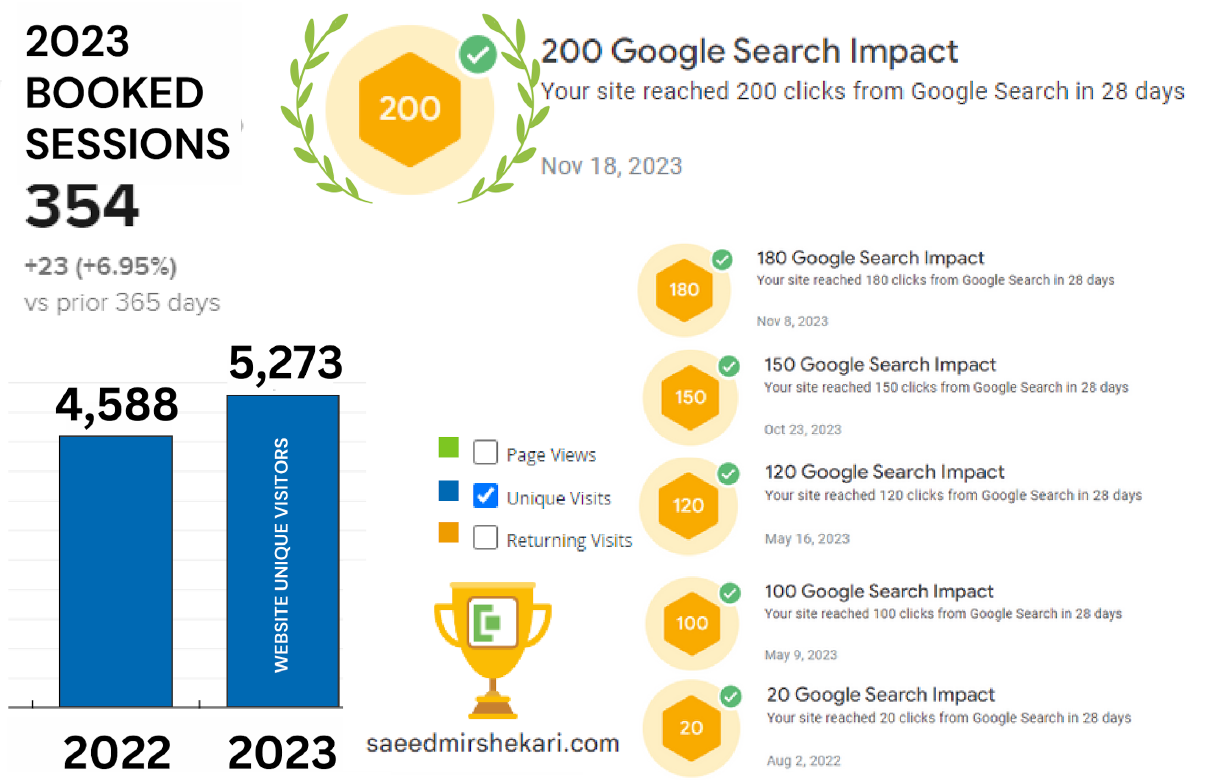 2023
BOOKED
SESSIONS
354
+23 (+6.95%)
vs prior 365 days
200
200 Google Search Impact
Your site reached 200 clicks from Google Search in 28 days
Nov 18, 2023
180
180 Google Search Impact
Your site reached 180 clicks from Google Search in 28 days
Nov 8, 2023
150
150 Google Search Impact
Your site reached 150 clicks from Google Search in 28 days
Oct 23, 2023
120
120 Google Search Impact
Your site reached 120 clicks from Google Search in 28 days
May 16, 2023
100
100 Google Search Impact
Your site reached 100 clicks from Google Search in 28 days
May 9, 2023
20
20 Google Search Impact
Your site reached 20 clicks from Google Search in 28 days
Aug 2, 2022
4,588
5,273
WEBSITE UNIQUE VISITORS
2022
2023
Page Views
Unique Visits
Returning Visits
saeedmirshekari.com